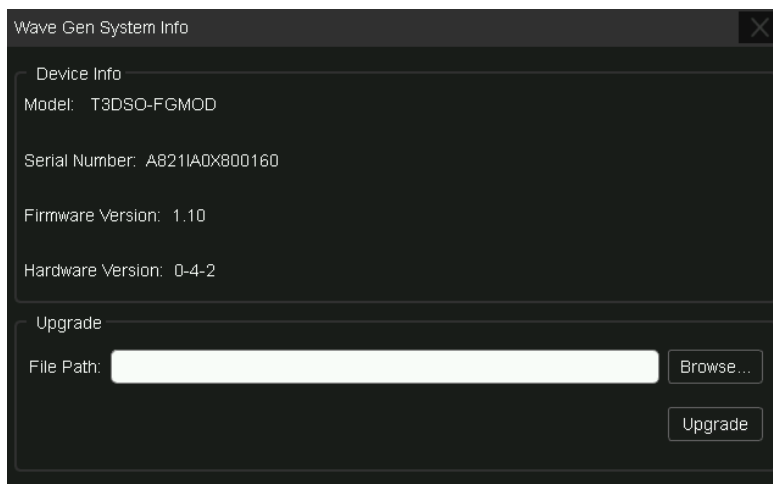 Wave Gen System Info
Device Info
Model: T3DSO-FGMOD
Serial Number: A821IA0X800160
Firmware Version: 1.10
Hardware Version: 0-4-2
Upgrade
File Path:
Browse...
Upgrade